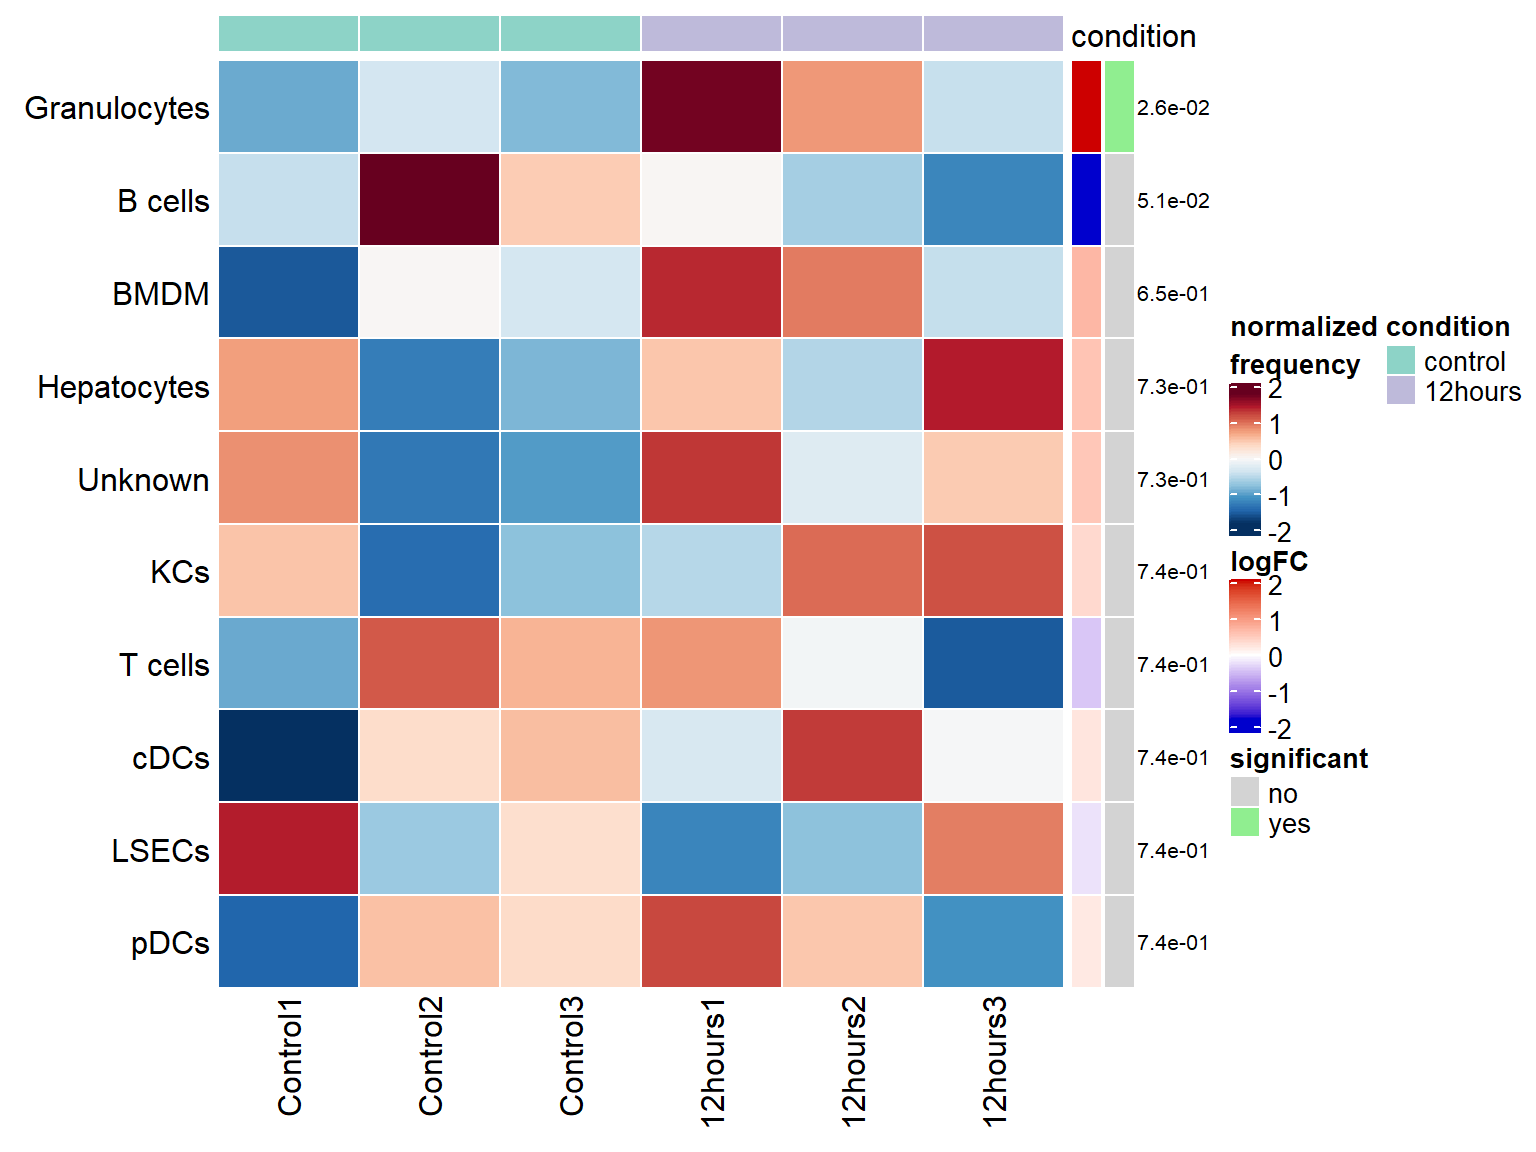 condition
Granulocytes 2.6e-02
B cells 5.1e-02
BMDM 6.5e-01
Hepatocytes 7.3e-01
Unknown 7.3e-01
KCs 7.4e-01
T cells 7.4e-01
cDCs 7.4e-01
LSECs 7.4e-01
pDCs 7.4e-01
Control1
Control2
Control3
12hours1
12hours2
12hours3
normalized
frequency
2
1
0
-1
-2
logFC
2
1
0
-1
-2
significant
no
yes
condition
control
12hours